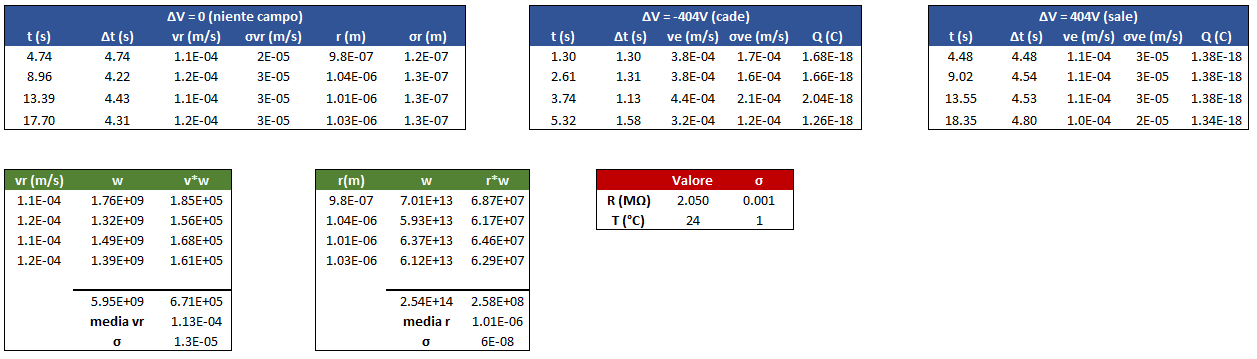 ΔV = 0 (niente campo)
t (s) Δt (s) vr (m/s) σvr (m/s) r (m) σr (m)
4.74 4.74 1.1E-04 2E-05 9.8E-07 1.2E-07
8.96 4.22 1.2E-04 3E-05 1.04E-06 1.3E-07
13.39 4.43 1.1E-04 3E-05 1.01E-06 1.3E-07
17.70 4.31 1.2E-04 3E-05 1.03E-06 1.3E-07
ΔV = -404V (cade)
t (s) Δt (s) ve (m/s) σve (m/s) Q (C)
1.30 1.30 3.8E-04 1.7E-04 1.68E-18
2.61 1.31 3.8E-04 1.6E-04 1.66E-18
3.74 1.13 4.4E-04 2.1E-04 2.04E-18
5.32 1.58 3.2E-04 1.2E-04 1.26E-18
ΔV = 404V (sale)
t (s) Δt (s) ve (m/s) σve (m/s) Q (C)
4.48 4.48 1.1E-04 3E-05 1.38E-18
9.02 4.54 1.1E-04 3E-05 1.38E-18
13.55 4.53 1.1E-04 3E-05 1.38E-18
18.35 4.80 1.0E-04 2E-05 1.34E-18
vr (m/s) w v*w
1.1E-04 1.76E+09 1.85E+05
1.2E-04 1.32E+09 1.56E+05
1.1E-04 1.49E+09 1.68E+05
1.2E-04 1.39E+09 1.61E+05
5.95E+09 6.71E+05
media vr 1.13E-04
σ 1.3E-05
r(m) w r*w
9.8E-07 7.01E+13 6.87E+07
1.04E-06 5.93E+13 6.17E+07
1.01E-06 6.37E+13 6.46E+07
1.03E-06 6.12E+13 6.29E+07
2.54E+14 2.58E+08
media r 1.01E-06
σ 6E-08
Valore σ
R (MΩ) 2.050 0.001
T (°C) 24 1